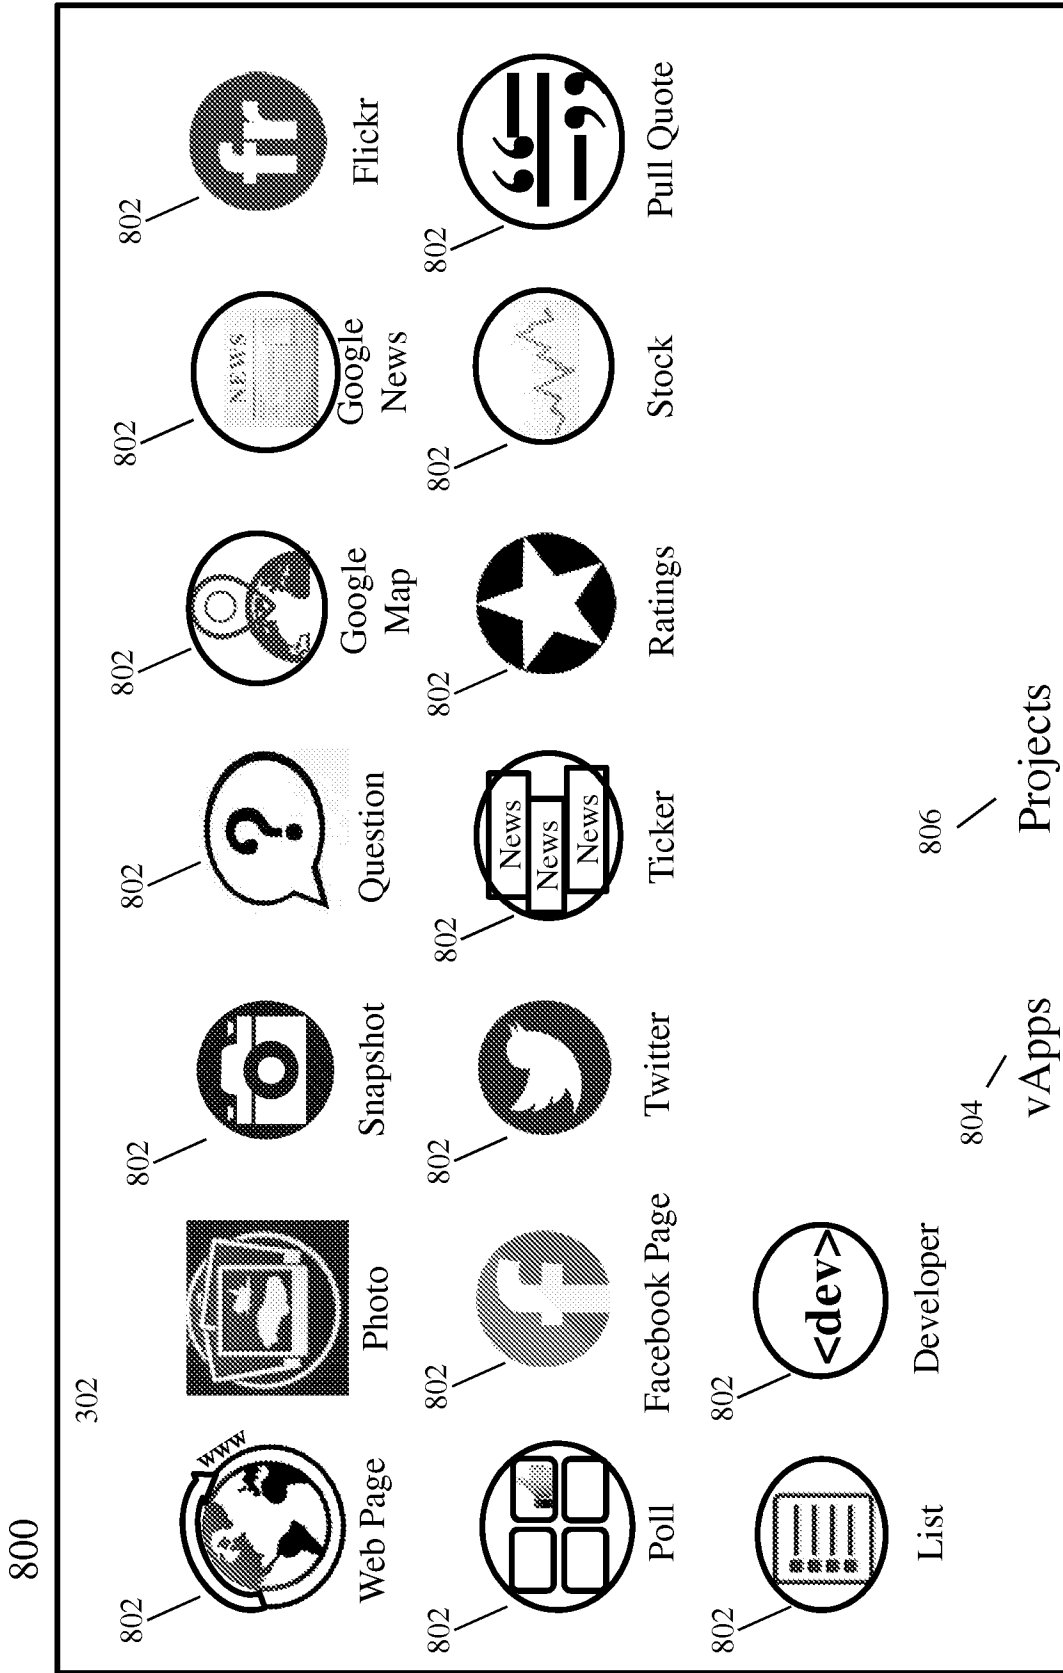 800
302
802 802 802 802 802 802
www ? NEWS fr
Web Page Photo Snapshot Question Google Map Google News Flickr
802 802 802 802 802 802 802
f
News
News
News
Poll Facebook Page Twitter Ticker Ratings Stock Pull Quote
802 802
<dev>
List Developer
804 806
vApps Projects